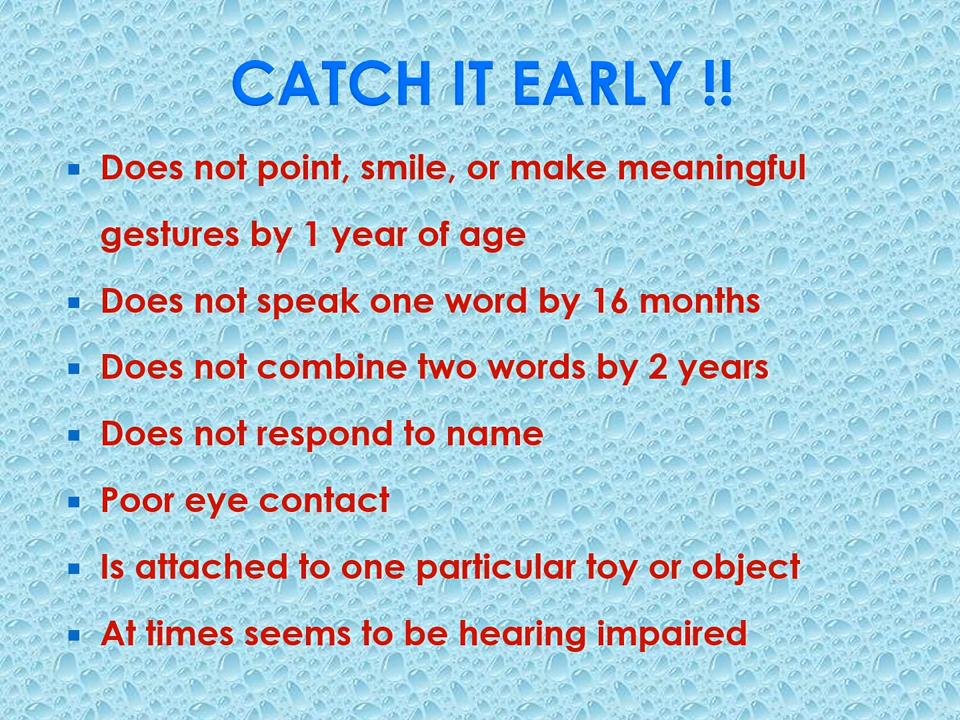 CATCH IT EARLY !!
▪ Does not point, smile, or make meaningful
gestures by 1 year of age
▪ Does not speak one word by 16 months
▪ Does not combine two words by 2 years
▪ Does not respond to name
▪ Poor eye contact
▪ Is attached to one particular toy or object
▪ At times seems to be hearing impaired